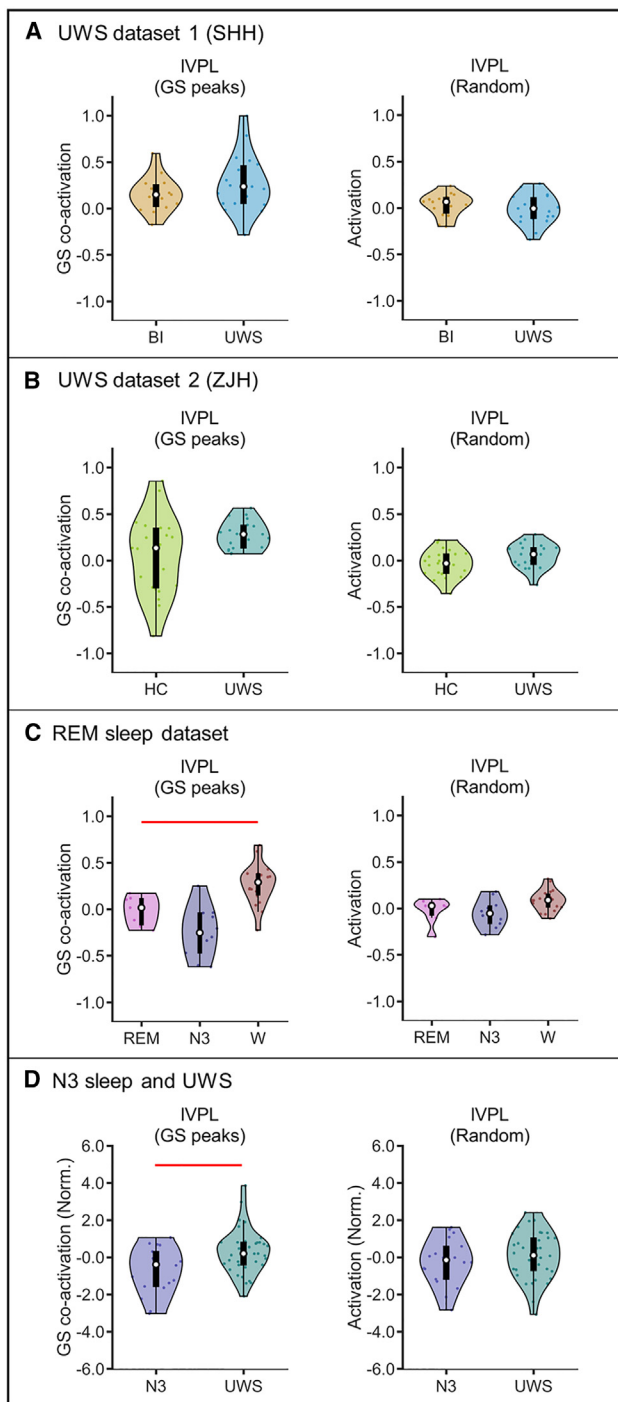 A UWS dataset 1 (SHH)
IVPL
(GS peaks)
GS co-activation
1.0
0.5
0.0
-0.5
-1.0
BI UWS
IVPL
(Random)
Activation
1.0
0.5
0.0
-0.5
-1.0
BI UWS
B UWS dataset 2 (ZJH)
IVPL
(GS peaks)
GS co-activation
1.0
0.5
0.0
-0.5
-1.0
HC UWS
IVPL
(Random)
Activation
1.0
0.5
0.0
-0.5
-1.0
HC UWS
C REM sleep dataset
IVPL
(GS peaks)
GS co-activation
1.0
0.5
0.0
-0.5
-1.0
REM N3 W
IVPL
(Random)
Activation
1.0
0.5
0.0
-0.5
-1.0
REM N3 W
D N3 sleep and UWS
IVPL
(GS peaks)
GS co-activation (Norm.)
6.0
4.0
2.0
-0.0
-2.0
-4.0
-6.0
N3 UWS
IVPL
(Random)
Activation (Norm.)
6.0
4.0
2.0
-0.0
-2.0
-4.0
-6.0
N3 UWS